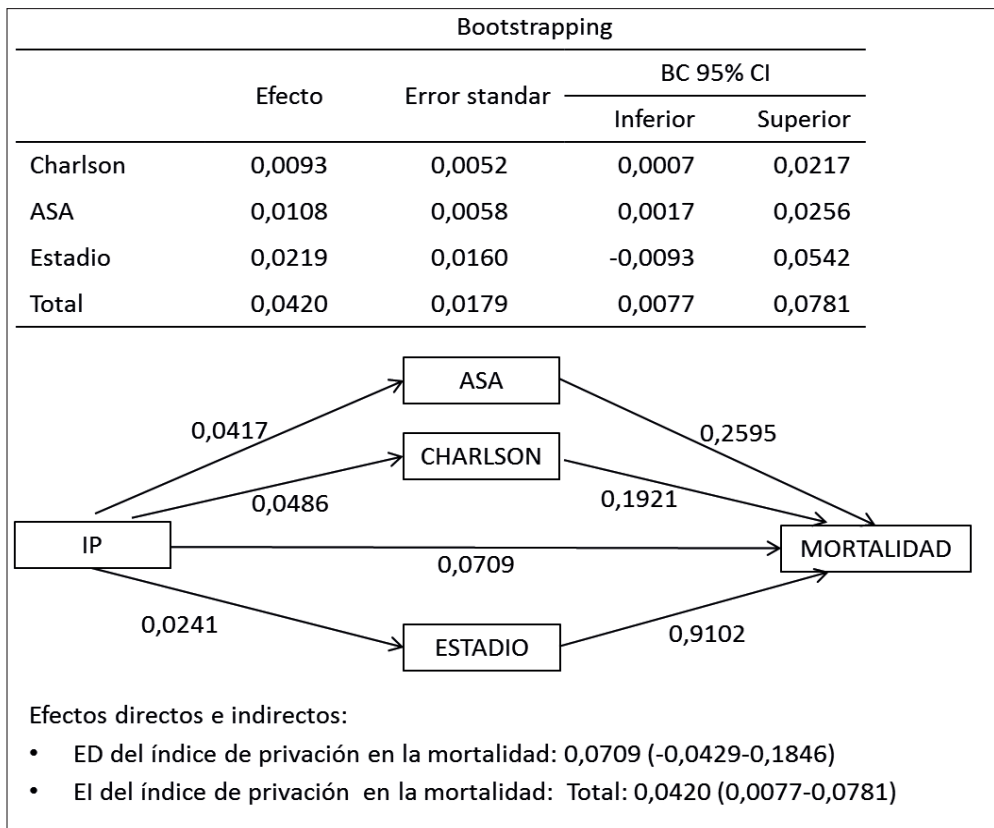 Bootstrapping
Efecto Error standar BC 95% CI
Inferior Superior
Charlson 0,0093 0,0052 0,0007 0,0217
ASA 0,0108 0,0058 0,0017 0,0256
Estadio 0,0219 0,0160 -0,0093 0,0542
Total 0,0420 0,0179 0,0077 0,0781
ASA
0,0417 0,2595
CHARLSON
0,0486 0,1921
IP MORTALIDAD
0,0709
0,0241 0,9102
ESTADIO
Efectos directos e indirectos:
• ED del índice de privación en la mortalidad: 0,0709 (-0,0429-0,1846)
• EI del índice de privación en la mortalidad: Total: 0,0420 (0,0077-0,0781)